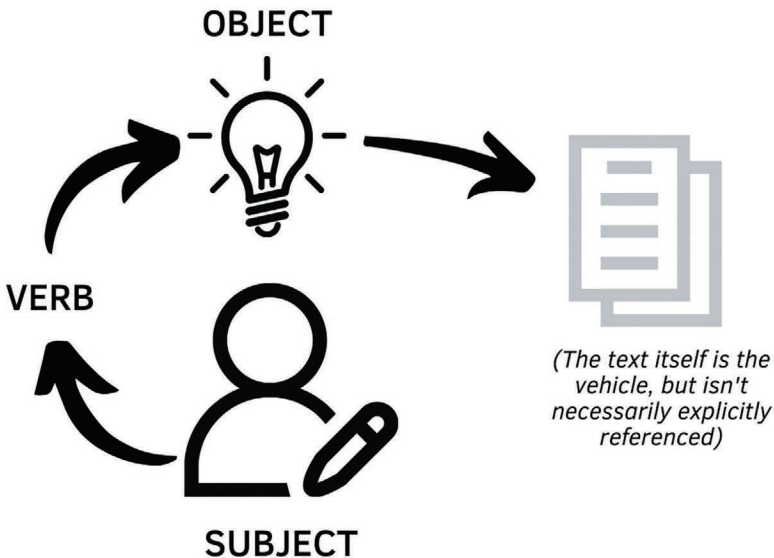 OBJECT
VERB
(The text itself is the
vehicle, but isn't
necessarily explicitly
referenced)
SUBJECT